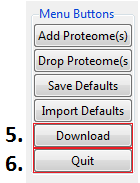 Menu Buttons
Add Proteome(s)
Drop Proteome(s)
Save Defaults
Import Defaults
5. Download
6. Quit